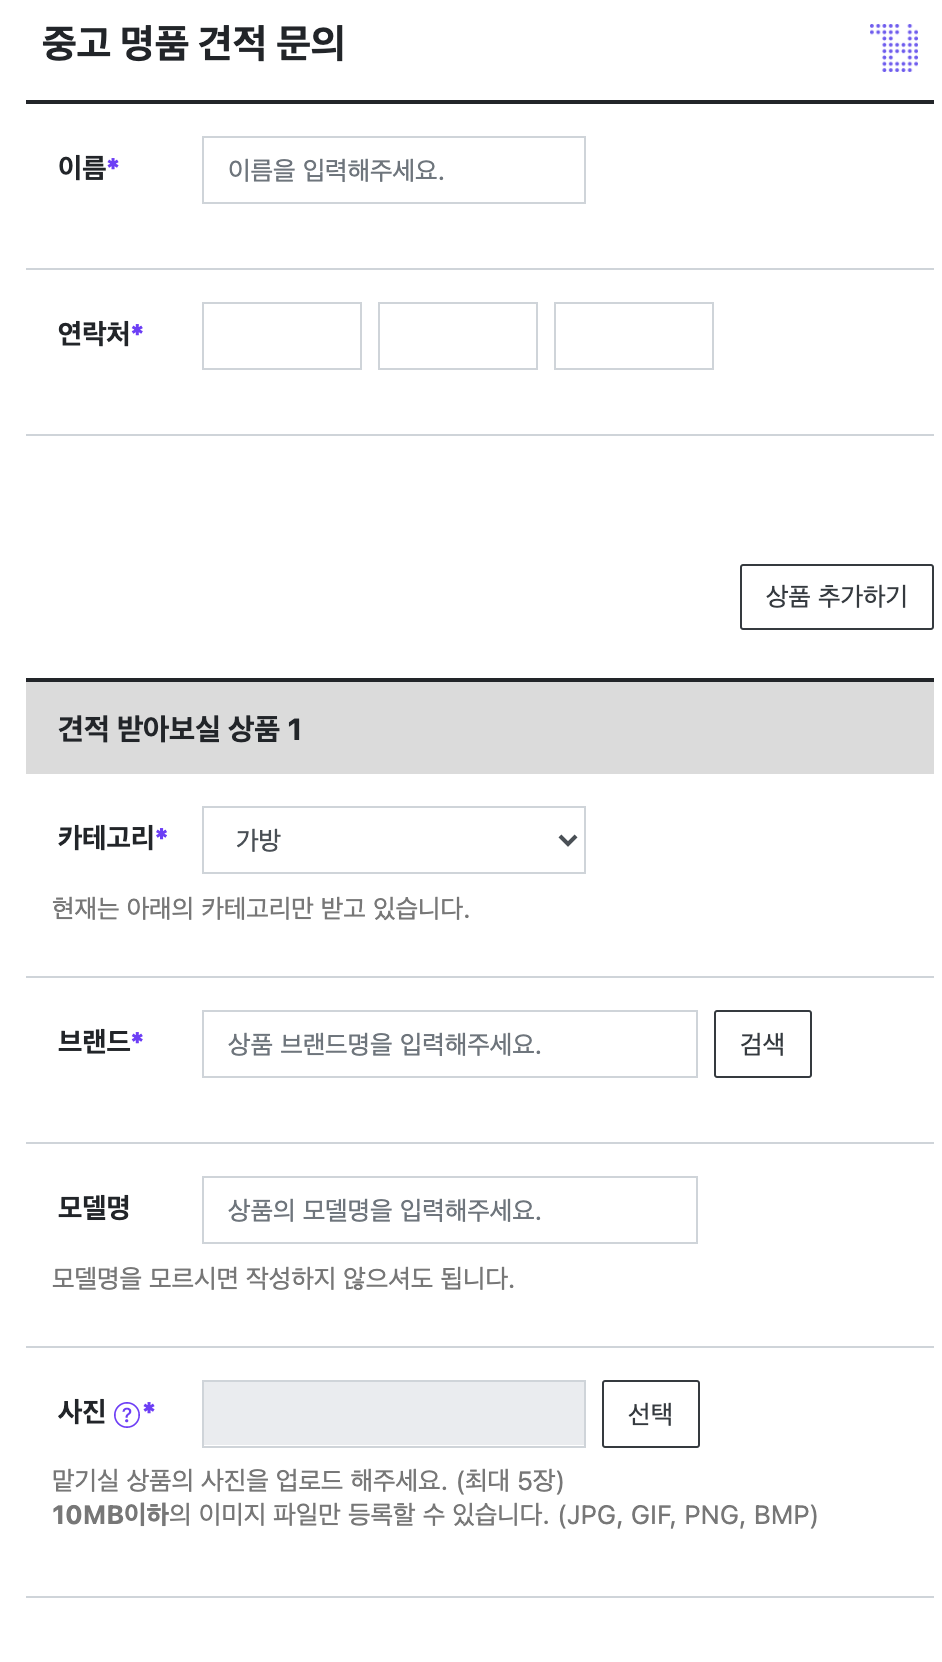 중고 명품 견적 문의
이름*
이름을 입력해주세요.
연락처*
상품 추가하기
견적 받아보실 상품 1
카테고리*
가방
현재는 아래의 카테고리만 받고 있습니다.
브랜드*
상품 브랜드명을 입력해주세요.
검색
모델명
상품의 모델명을 입력해주세요.
모델명을 모르시면 작성하지 않으셔도 됩니다.
사진 ?*
선택
맡기실 상품의 사진을 업로드 해주세요. (최대 5장)
10MB이하의 이미지 파일만 등록할 수 있습니다. (JPG, GIF, PNG, BMP)